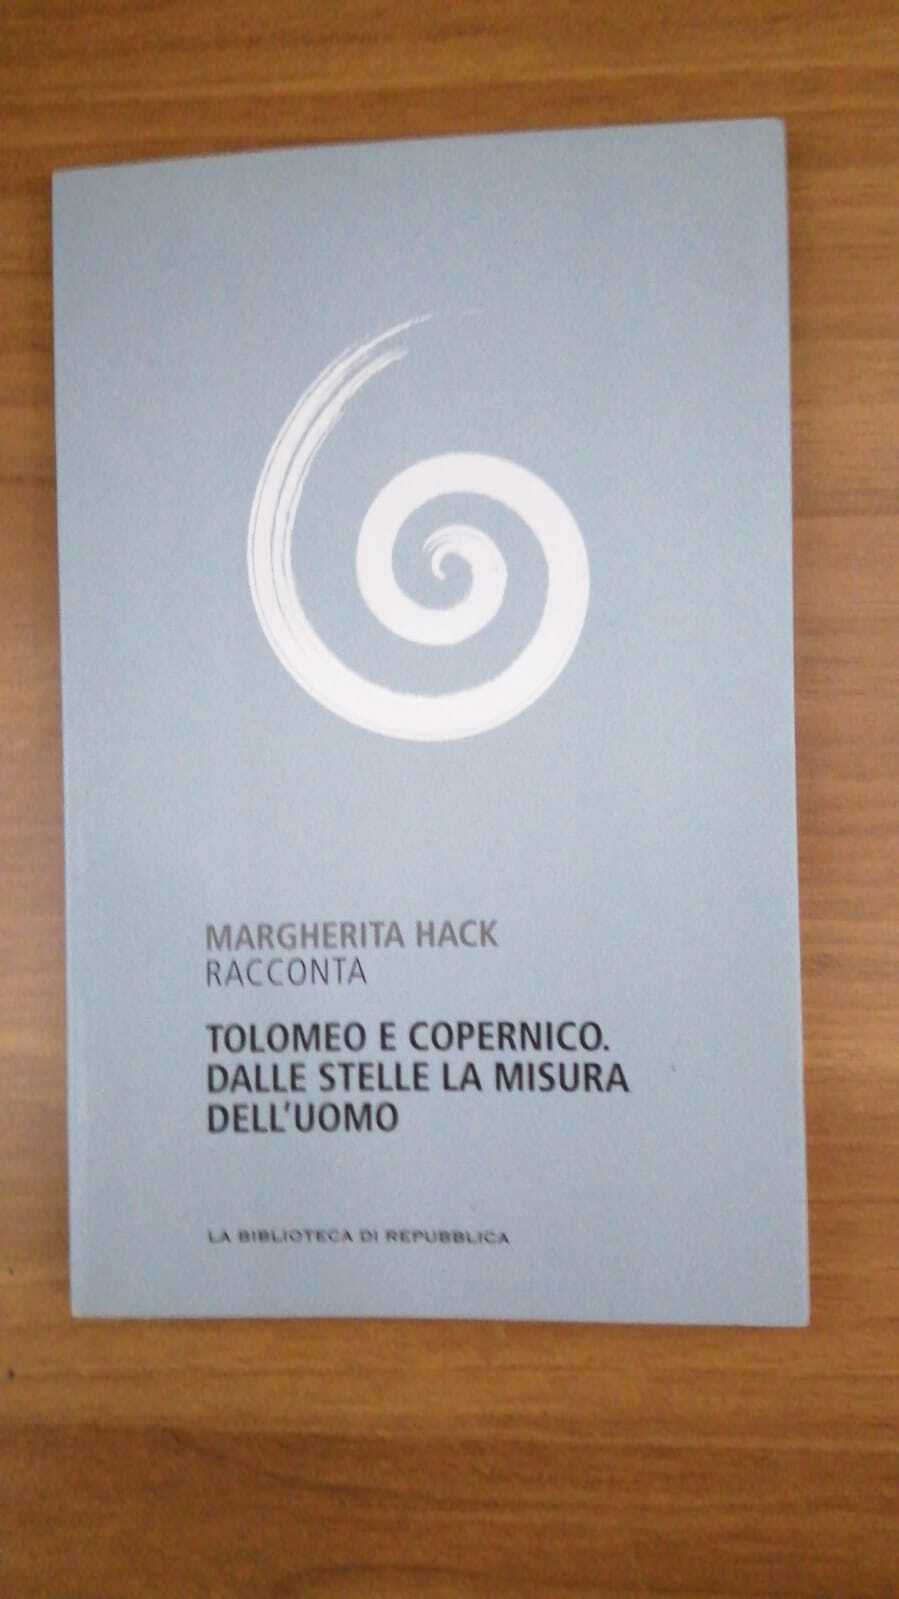 MARGHERITA HACK
RACCONTA
TOLOMEO E COPERNICO.
DALLE STELLE LA MISURA
DELL'UOMO
LA BIBLIOTECA DI REPUBBLICA